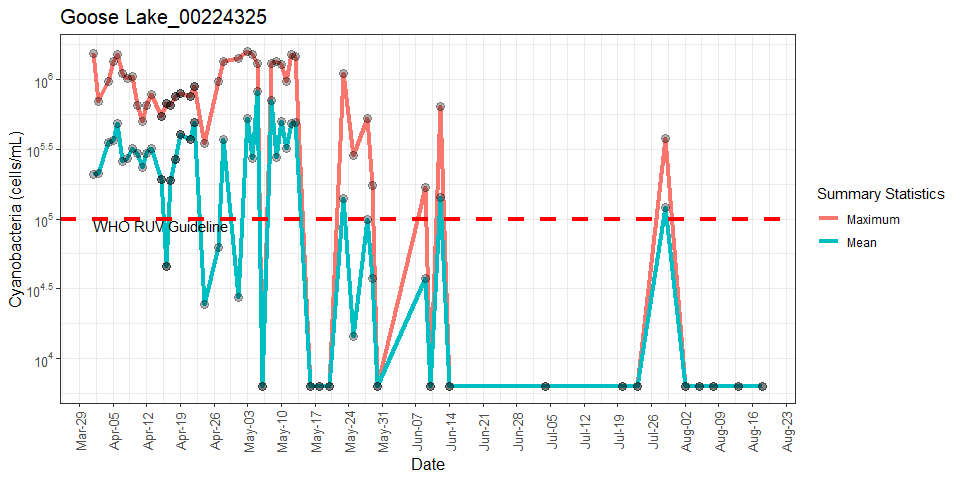 Goose Lake_00224325
Cyanobacteria (cells/mL)
10^6
10^5.5
10^5
10^4.5
10^4
WHO RUV Guideline
Mar-29
Apr-05
Apr-12
Apr-19
Apr-26
May-03
May-10
May-17
May-24
May-31
Jun-07
Jun-14
Jun-21
Jun-28
Jul-05
Jul-12
Jul-19
Jul-26
Aug-02
Aug-09
Aug-16
Aug-23
Date
Summary Statistics
Maximum
Mean